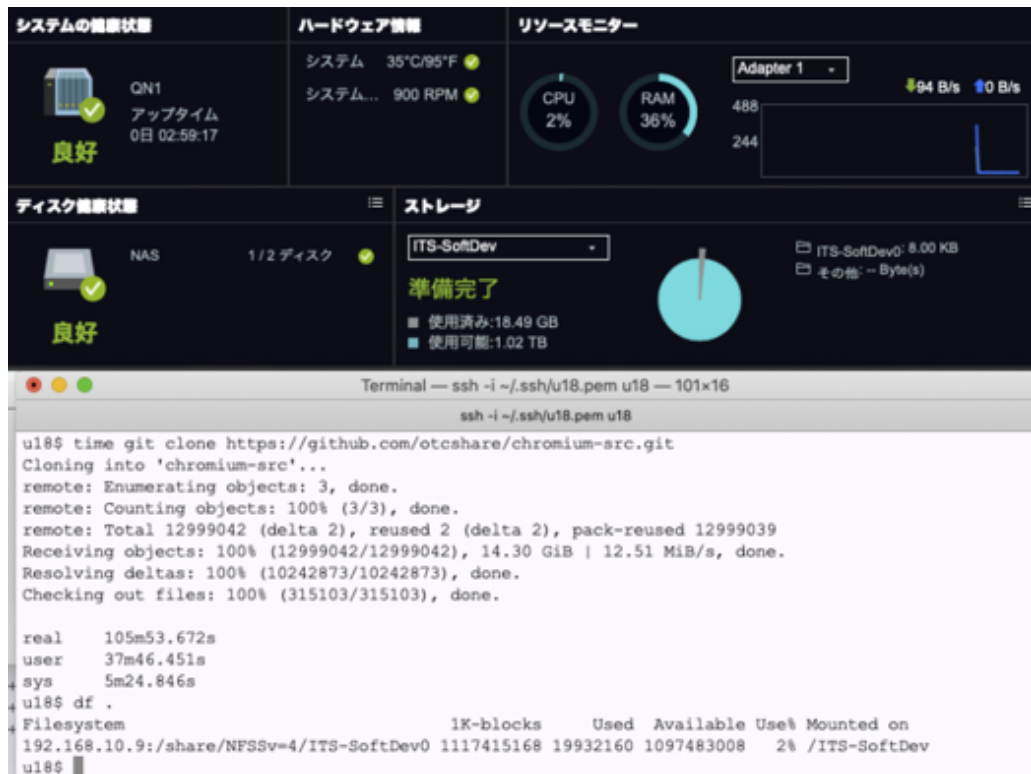 システムの健康状態
ハードウェア情報
リソースモニター
QN1
アップタイム
0日 02:59:17
良好
システム 35°C/95°F
システム... 900 RPM
CPU
2%
RAM
36%
Adapter 1
94 B/s 0 B/s
488
244
ディスク健康状態
ストレージ
NAS 1 / 2 ディスク
良好
ITS-SoftDev
準備完了
使用済み:18.49 GB
使用可能:1.02 TB
ITS-SoftDev0: 8.00 KB
その他: -- Byte(s)
Terminal — ssh -i ~/.ssh/u18.pem u18 — 101×16
ssh -i ~/.ssh/u18.pem u18
u18$ time git clone https://github.com/otcshare/chromium-src.git
Cloning into 'chromium-src'...
remote: Enumerating objects: 3, done.
remote: Counting objects: 100% (3/3), done.
remote: Total 12999042 (delta 2), reused 2 (delta 2), pack-reused 12999039
Receiving objects: 100% (12999042/12999042), 14.30 GiB | 12.51 MiB/s, done.
Resolving deltas: 100% (10242873/10242873), done.
Checking out files: 100% (315103/315103), done.
real 105m53.672s
user 37m46.451s
sys 5m24.846s
u18$ df .
Filesystem 1K-blocks Used Available Use% Mounted on
192.168.10.9:/share/NFSSv=4/ITS-SoftDev0 1117415168 19932160 1097483008 2% /ITS-SoftDev
u18$